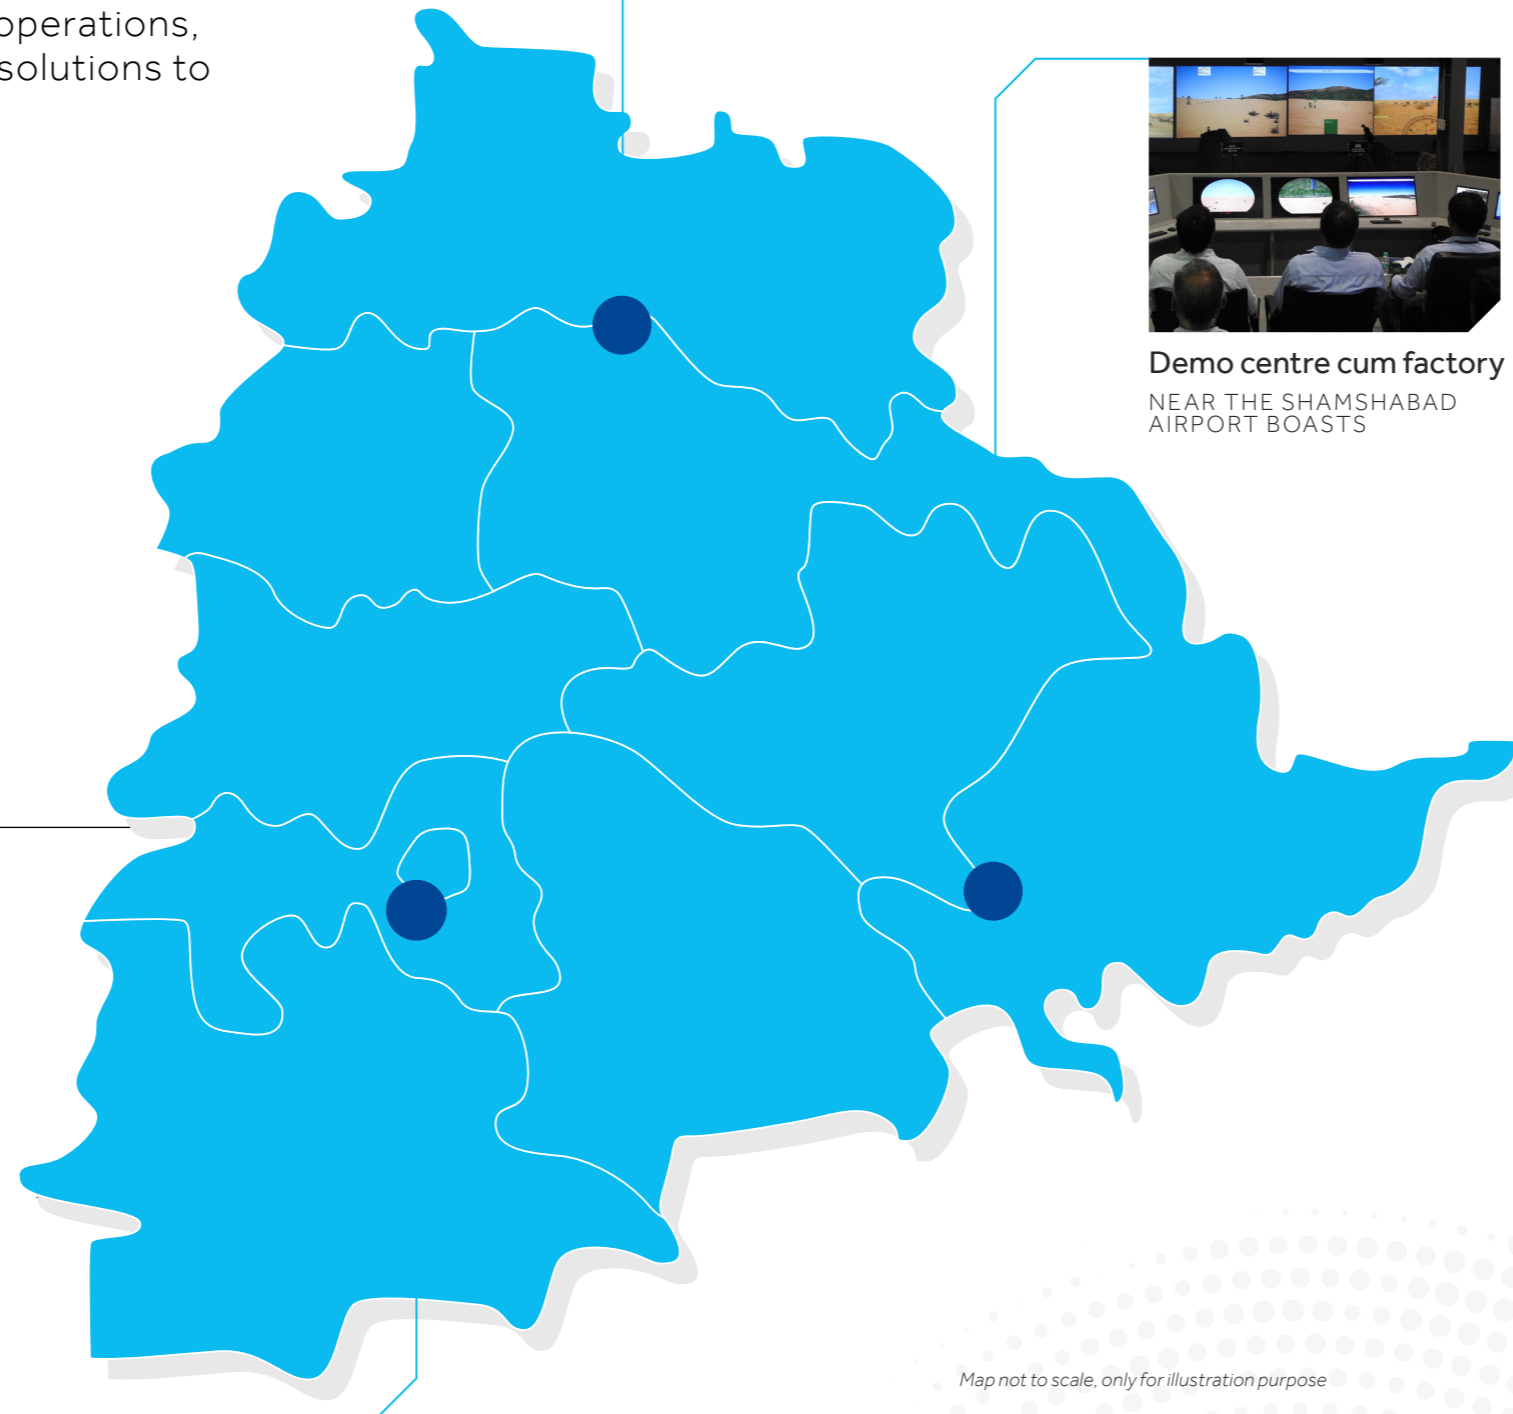 operations,
solutions to
Demo centre cum factory
NEAR THE SHAMSHABAD
AIRPORT BOASTS
Map not to scale, only for illustration purpose